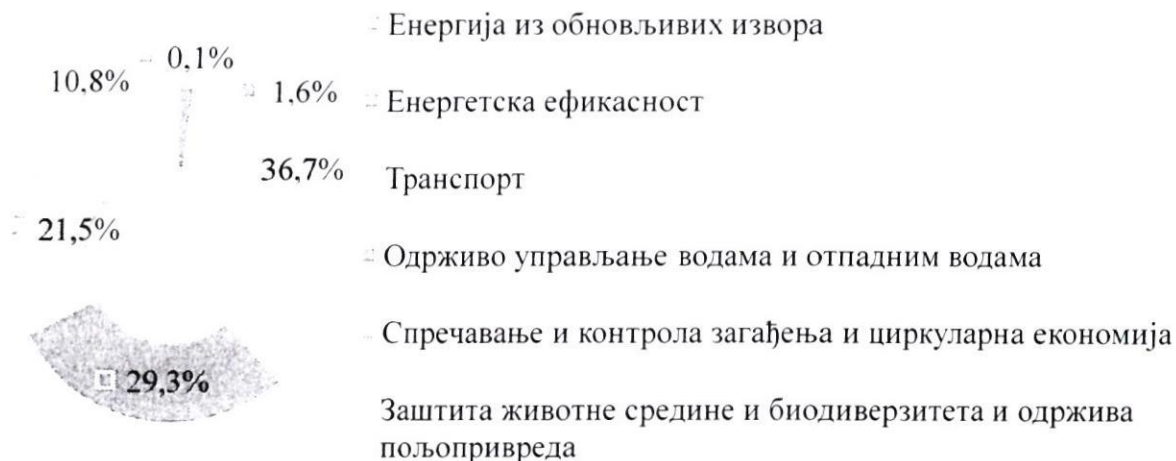 0,1%
10,8%
1,6%
36,7%
21,5%
29,3%
Енергија из обновљивих извора
Енергетска ефикасност
Транспорт
Одрживо управљање водама и отпадним водама
Спречавање и контрола загађења и циркуларна економија
Заштита животне средине и биодиверзитета и одржива
пољопривреда